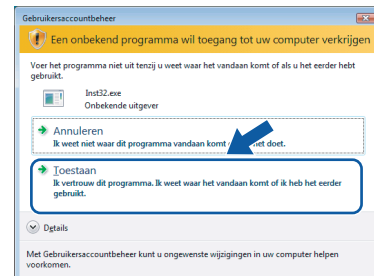 Gebruikersaccountbeheer
Een onbekend programma wil toegang tot uw computer verkrijgen
Voer het programma niet uit tenzij u weet waar het vandaan komt of als u het eerder hebt
gebruikt.
Inst32.exe
Onbekende uitgever
Annuleren
Ik weet niet waar dit programma vandaan komt het doet.
Toestaan
Ik vertrouw dit programma. Ik weet waar het vandaan komt of ik heb het eerder
gebruikt.
Details
Met Gebruikersaccountbeheer kunt u ongewenste wijzigingen in uw computer helpen
voorkomen.